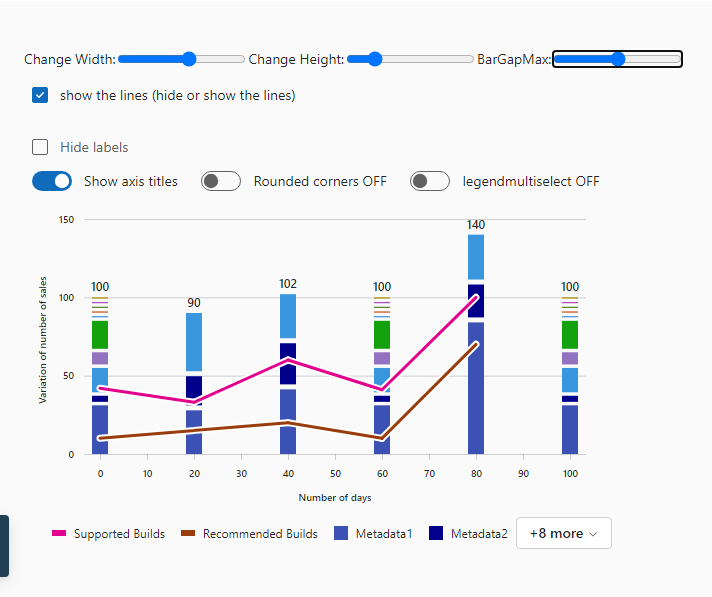 Change Width: Change Height: BarGapMax:
show the lines (hide or show the lines)
Hide labels
Show axis titles Rounded corners OFF legendmultiselect OFF
150
100
50
0
Variation of number of sales
100 90 102 100 140 100
0 10 20 30 40 50 60 70 80 90 100
Number of days
Supported Builds Recommended Builds Metadata1 Metadata2 +8 more